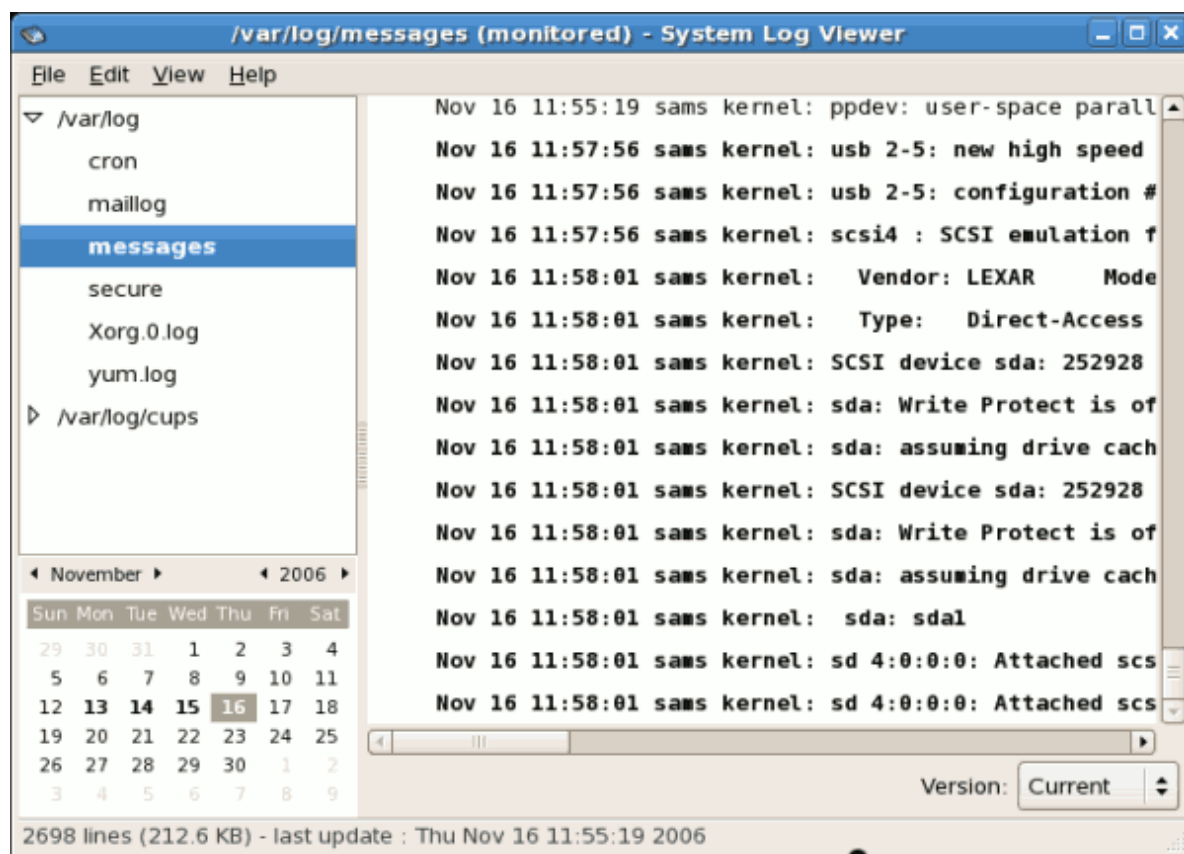 /var/log/messages (monitored) - System Log Viewer
File Edit View Help
/var/log
cron
maillog
messages
secure
Xorg.0.log
yum.log
/var/log/cups
Nov 16 11:55:19 sams kernel: ppdev: user-space parall
Nov 16 11:57:56 sams kernel: usb 2-5: new high speed
Nov 16 11:57:56 sams kernel: usb 2-5: configuration #
Nov 16 11:57:56 sams kernel: scsi4 : SCSI emulation f
Nov 16 11:58:01 sams kernel: Vendor: LEXAR Mode
Nov 16 11:58:01 sams kernel: Type: Direct-Access
Nov 16 11:58:01 sams kernel: SCSI device sda: 252928
Nov 16 11:58:01 sams kernel: sda: Write Protect is of
Nov 16 11:58:01 sams kernel: sda: assuming drive cach
Nov 16 11:58:01 sams kernel: SCSI device sda: 252928
Nov 16 11:58:01 sams kernel: sda: Write Protect is of
Nov 16 11:58:01 sams kernel: sda: assuming drive cach
Nov 16 11:58:01 sams kernel: sda: sda1
Nov 16 11:58:01 sams kernel: sd 4:0:0:0: Attached scs
Nov 16 11:58:01 sams kernel: sd 4:0:0:0: Attached scs
November 2006
Sun Mon Tue Wed Thu Fri Sat
29 30 31 1 2 3 4
5 6 7 8 9 10 11
12 13 14 15 16 17 18
19 20 21 22 23 24 25
26 27 28 29 30 1 2
3 4 5 6 7 8 9
Version: Current
2698 lines (212.6 KB) - last update : Thu Nov 16 11:55:19 2006